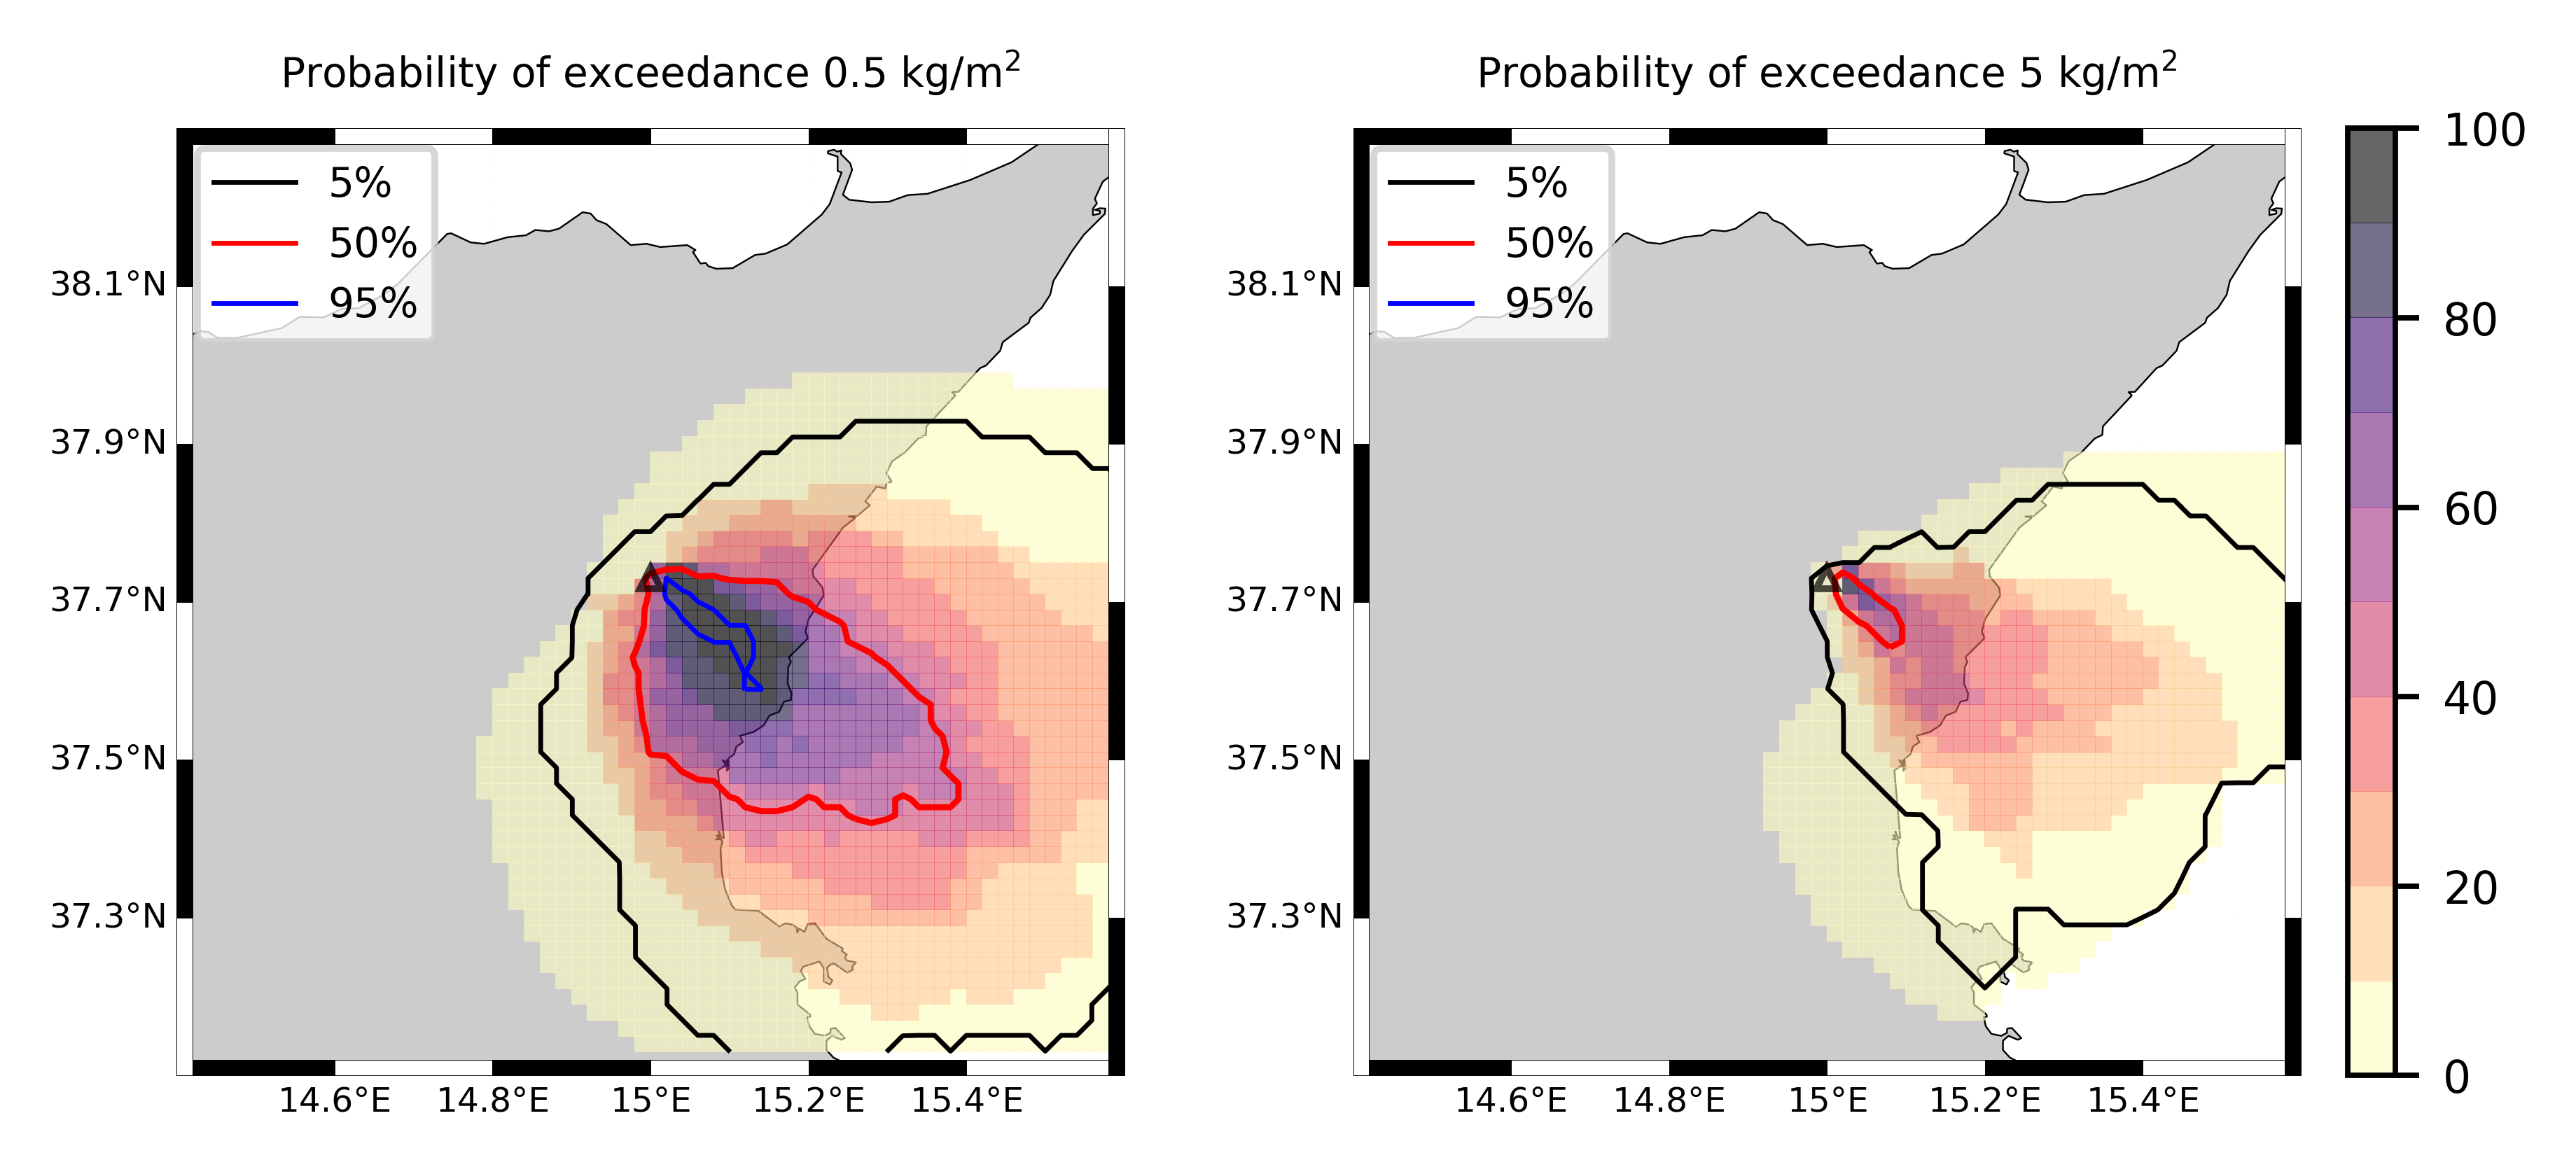 Probability of exceedance 0.5 kg/m²
5%
50%
95%
38.1°N
37.9°N
37.7°N
37.5°N
37.3°N
14.6°E
14.8°E
15°E
15.2°E
15.4°E
Probability of exceedance 5 kg/m²
5%
50%
95%
38.1°N
37.9°N
37.7°N
37.5°N
37.3°N
14.6°E
14.8°E
15°E
15.2°E
15.4°E
100
80
60
40
20
0